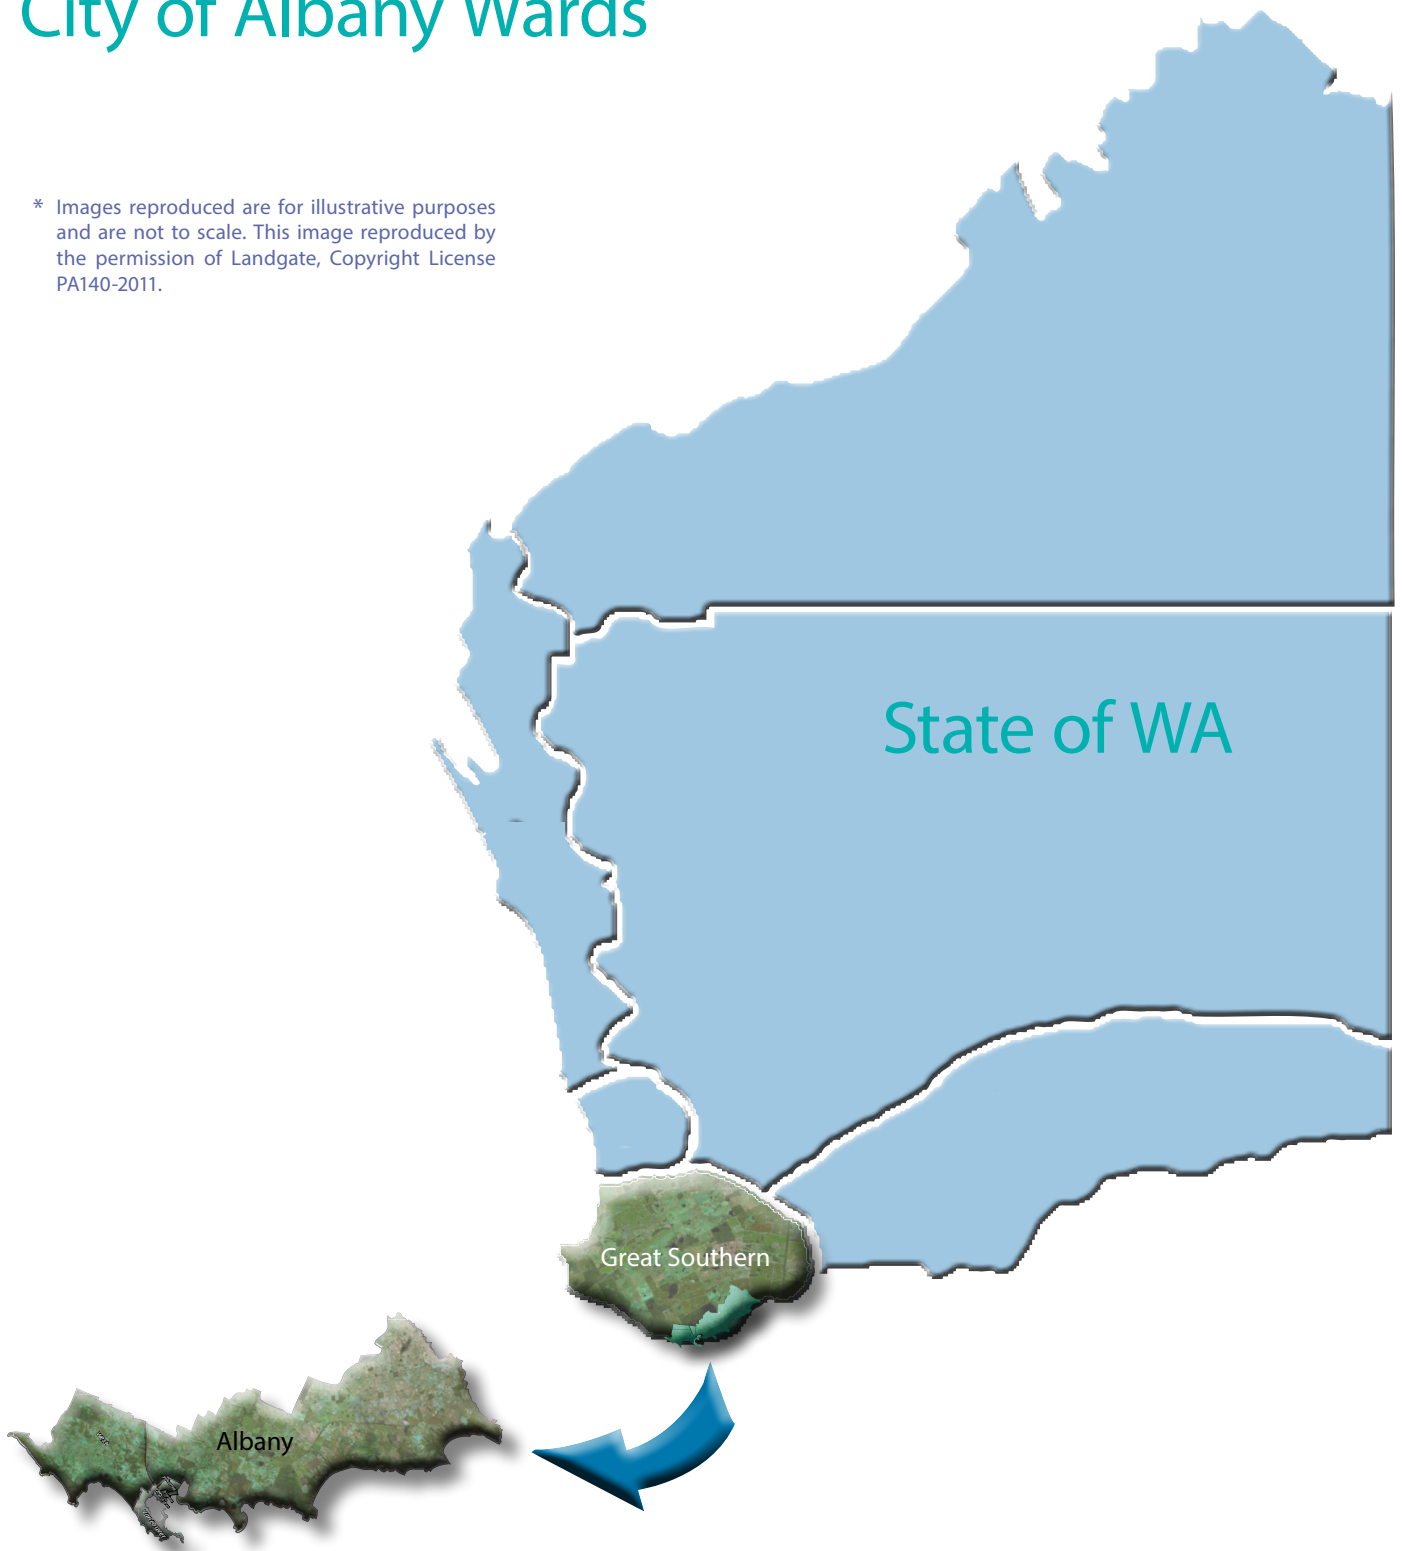 City of Albany Wards
* Images reproduced are for illustrative purposes
and are not to scale. This image reproduced by
the permission of Landgate, Copyright License
PA140-2011.
State of WA
Great Southern
Albany
West